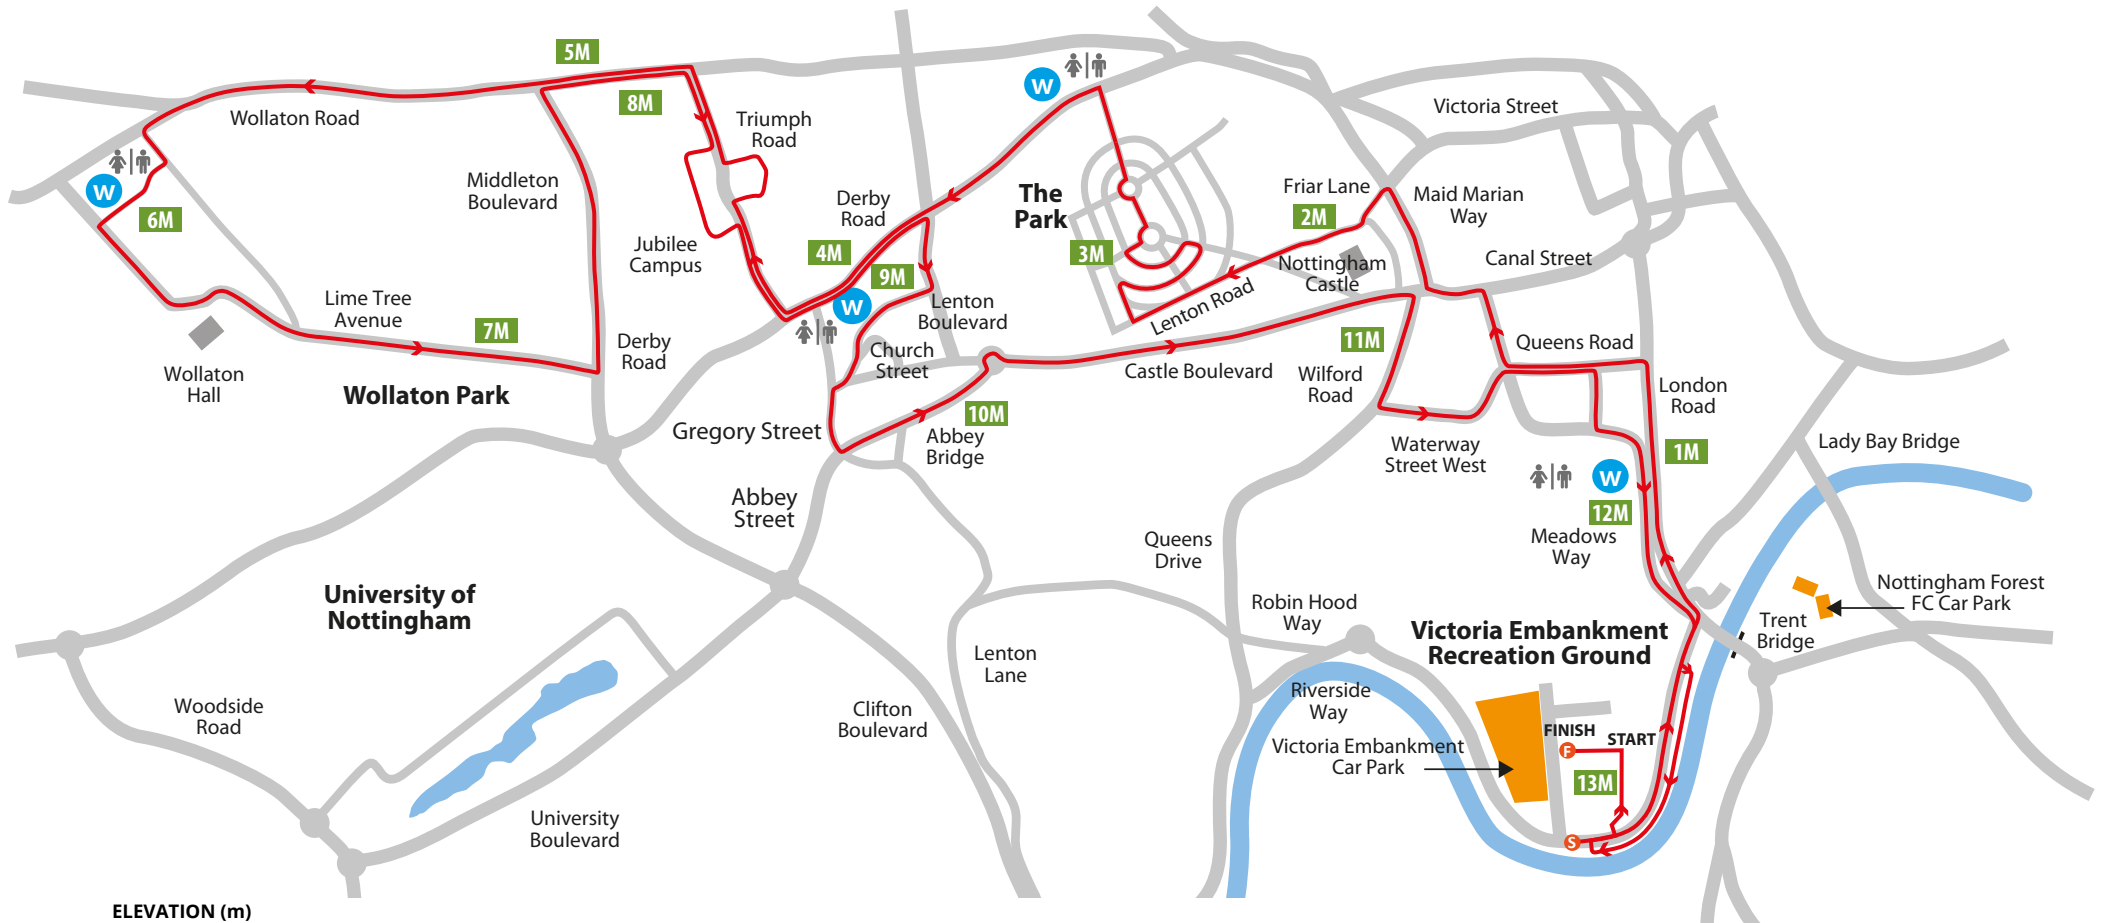 5M
8M
W
Wollaton Road
Triumph
Road
Victoria Street
W
6M
Middleton
Boulevard
Derby
Road
The
Park
Friar Lane
2M
Maid Marian
Way
Jubilee
Campus
4M
9M
3M
Nottingham
Castle
Canal Street
Lime Tree
Avenue
7M
W
Lenton
Boulevard
Lenton Road
Wollaton
Hall
Derby
Road
Church
Street
Castle Boulevard
11M
Wilford
Road
Queens Road
London
Road
Wollaton Park
Gregory Street
10M
Abbey
Bridge
Waterway
Street West
1M
Lady Bay Bridge
W
12M
Abbey
Street
Meadows
Way
Queens
Drive
University of
Nottingham
Robin Hood
Way
Victoria Embankment
Recreation Ground
Trent
Bridge
Nottingham Forest
FC Car Park
Lenton
Lane
Riverside
Way
Woodside
Road
Clifton
Boulevard
FINISH
START
F
Victoria Embankment
Car Park
13M
University
Boulevard
S
ELEVATION (m)